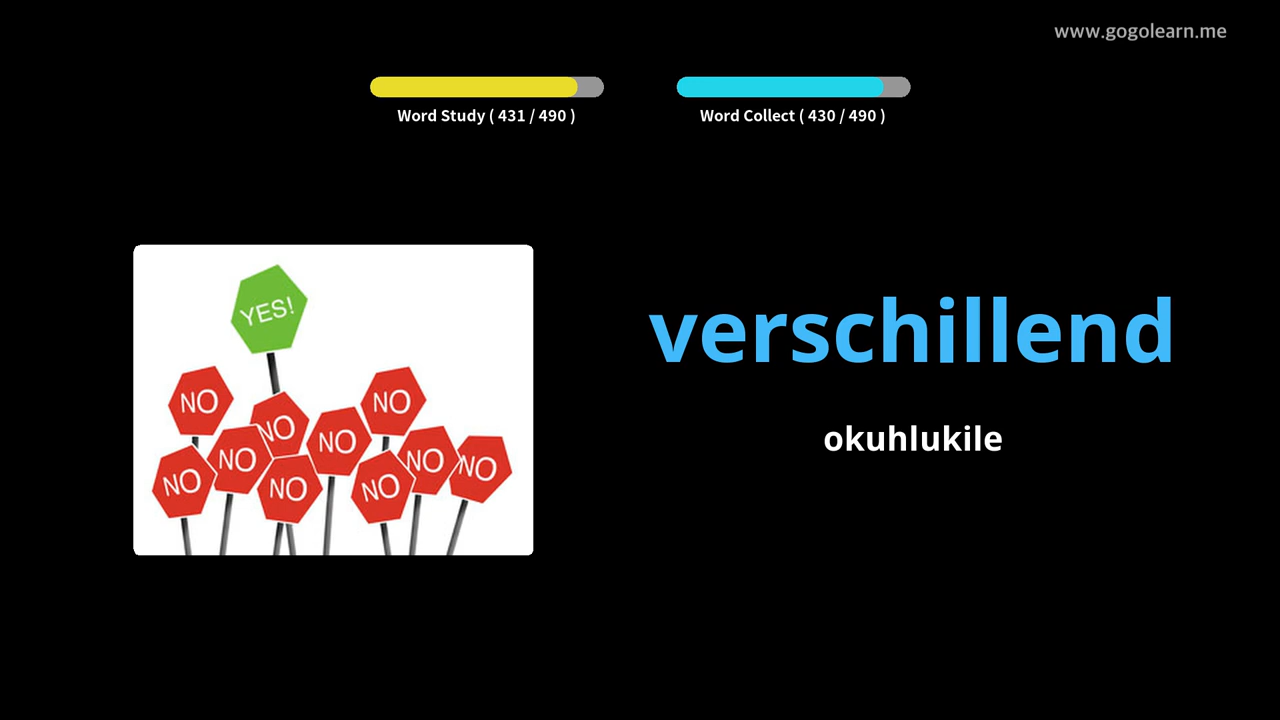 www.gogolearn.me
Word Study ( 431 / 490 )
Word Collect ( 430 / 490 )
YES!
NO
NO
NO
NO
NO
NO
NO
NO
NO
NO
verschillend
okuhlukile